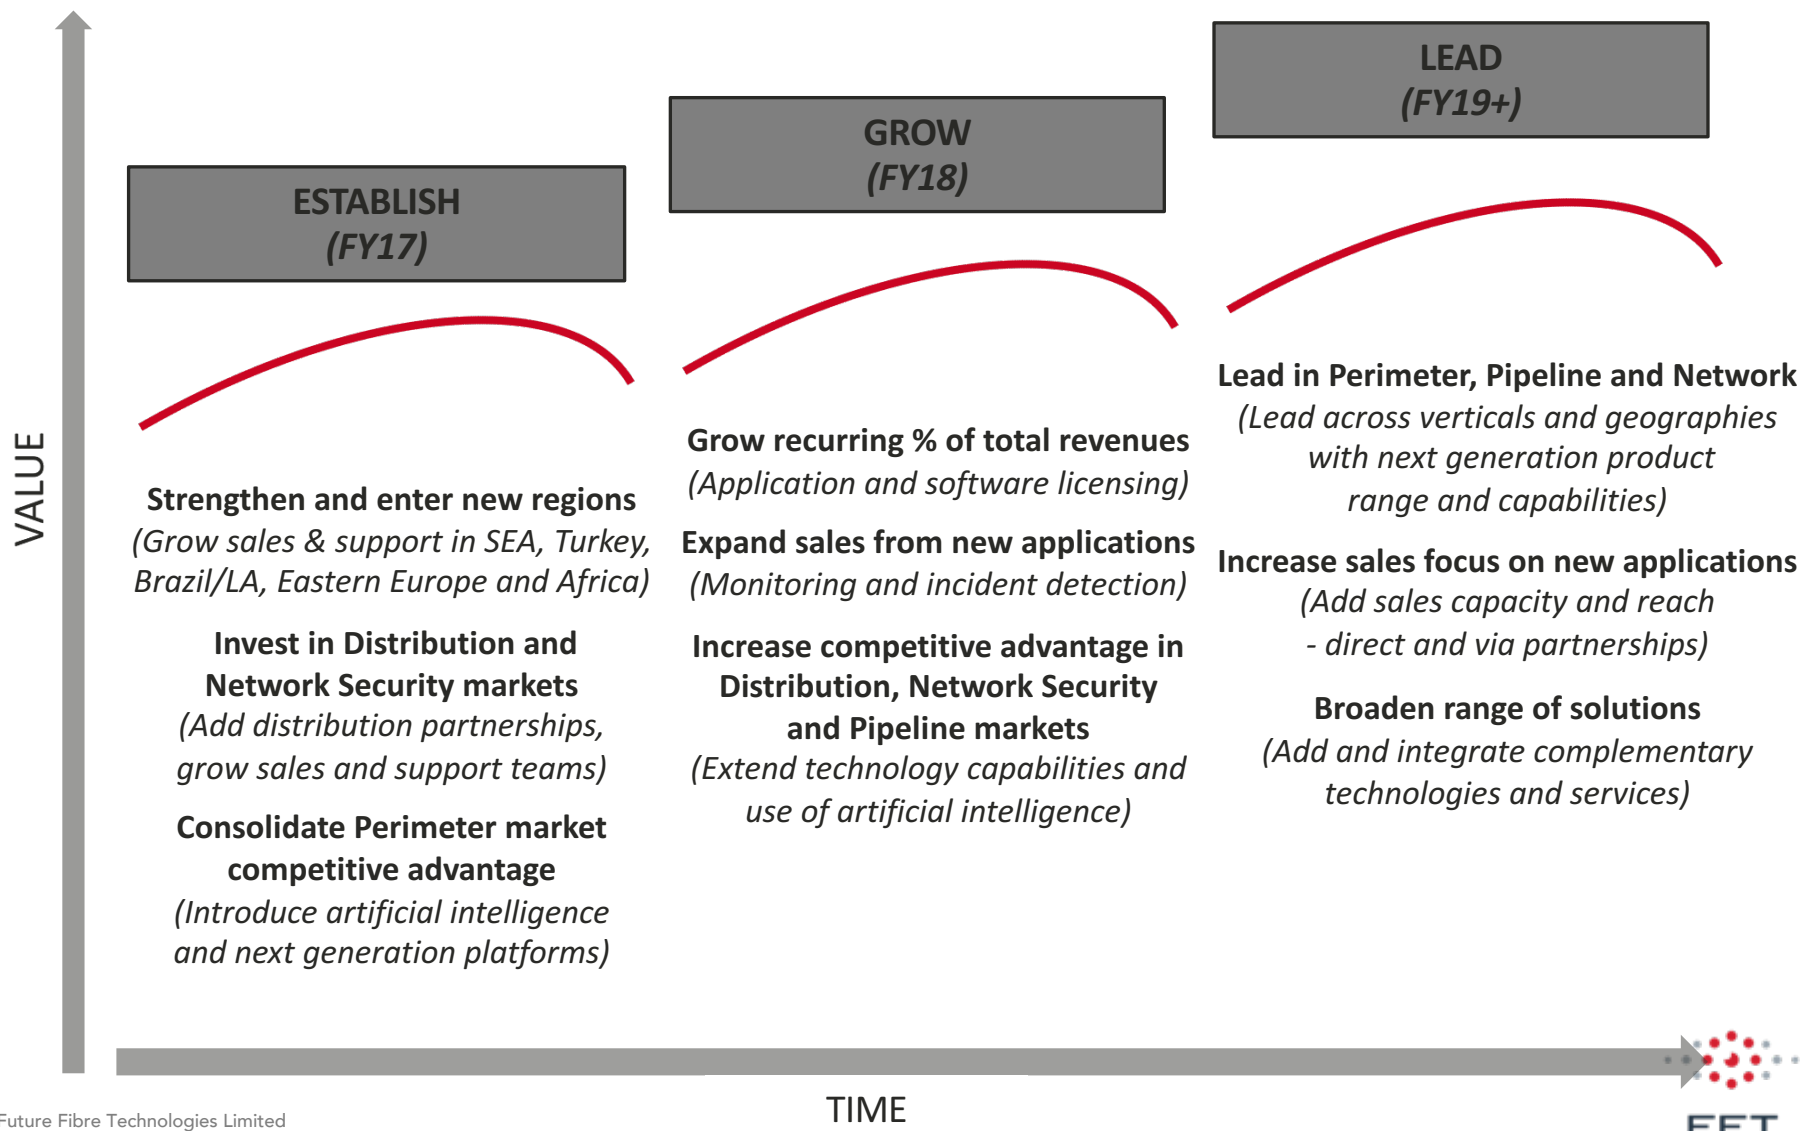 VALUE
ESTABLISH
(FY17)
Strengthen and enter new regions
(Grow sales & support in SEA, Turkey,
Brazil/LA, Eastern Europe and Africa)
Invest in Distribution and
Network Security markets
(Add distribution partnerships,
grow sales and support teams)
Consolidate Perimeter market
competitive advantage
(Introduce artificial intelligence
and next generation platforms)
GROW
(FY18)
Grow recurring % of total revenues
(Application and software licensing)
Expand sales from new applications
(Monitoring and incident detection)
Increase competitive advantage in
Distribution, Network Security
and Pipeline markets
(Extend technology capabilities and
use of artificial intelligence)
LEAD
(FY19+)
Lead in Perimeter, Pipeline and Network
(Lead across verticals and geographies
with next generation product
range and capabilities)
Increase sales focus on new applications
(Add sales capacity and reach
- direct and via partnerships)
Broaden range of solutions
(Add and integrate complementary
technologies and services)
TIME
Future Fibre Technologies Limited
FFT